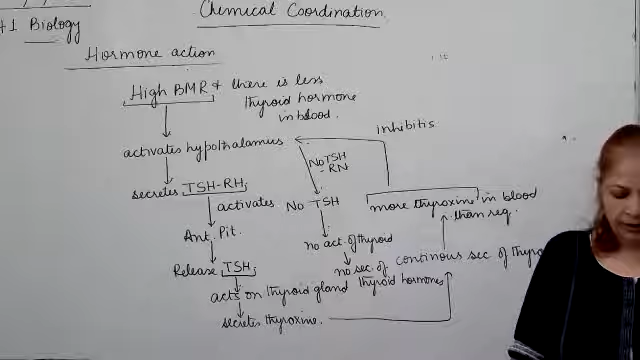 Chemical Coordination
+1 Biology
Hormone action
High BMR & there is less
thyroid hormone
in blood.
activates hypothalamus
inhibitis
secretes TSH-RH,
No TSH
-RN
activates
No TSH
more thyroxine in blood
than req.
Ant. Pit.
no act. of thyroid
Release TSH,
no sec. of
thyroid hormones
continous sec. of thyro
acts on thyroid gland
secretes thyroxine.